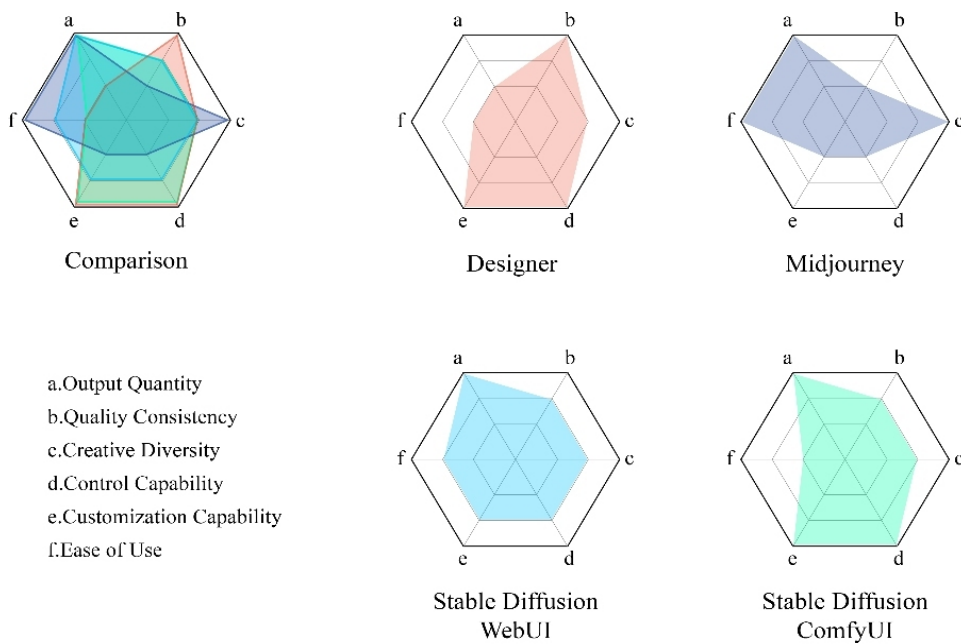 a b
f c
e d
Comparison
a b
f c
e d
Designer
a b
f c
e d
Midjourney
a.Output Quantity
b.Quality Consistency
c.Creative Diversity
d.Control Capability
e.Customization Capability
f.Ease of Use
a b
f c
e d
Stable Diffusion
WebUI
a b
f c
e d
Stable Diffusion
ComfyUI